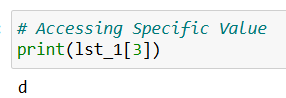 # Accessing Specific Value
print(lst_1[3])
d